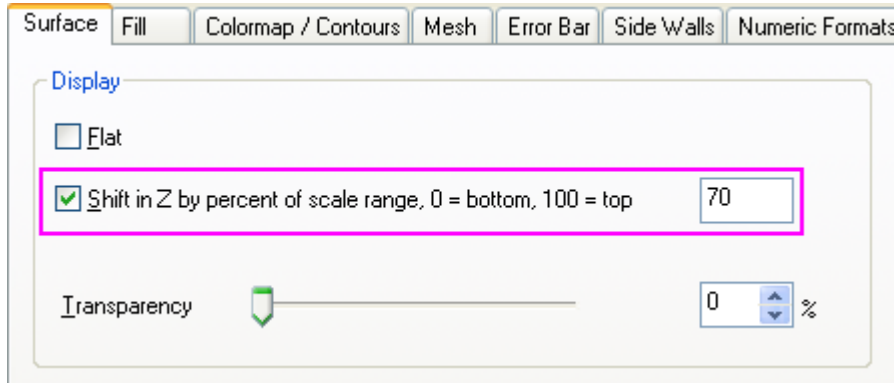 Surface Fill Colormap / Contours Mesh Error Bar Side Walls Numeric Formats
Display
Flat
Shift in Z by percent of scale range, 0 = bottom, 100 = top 70
Transparency 0 %